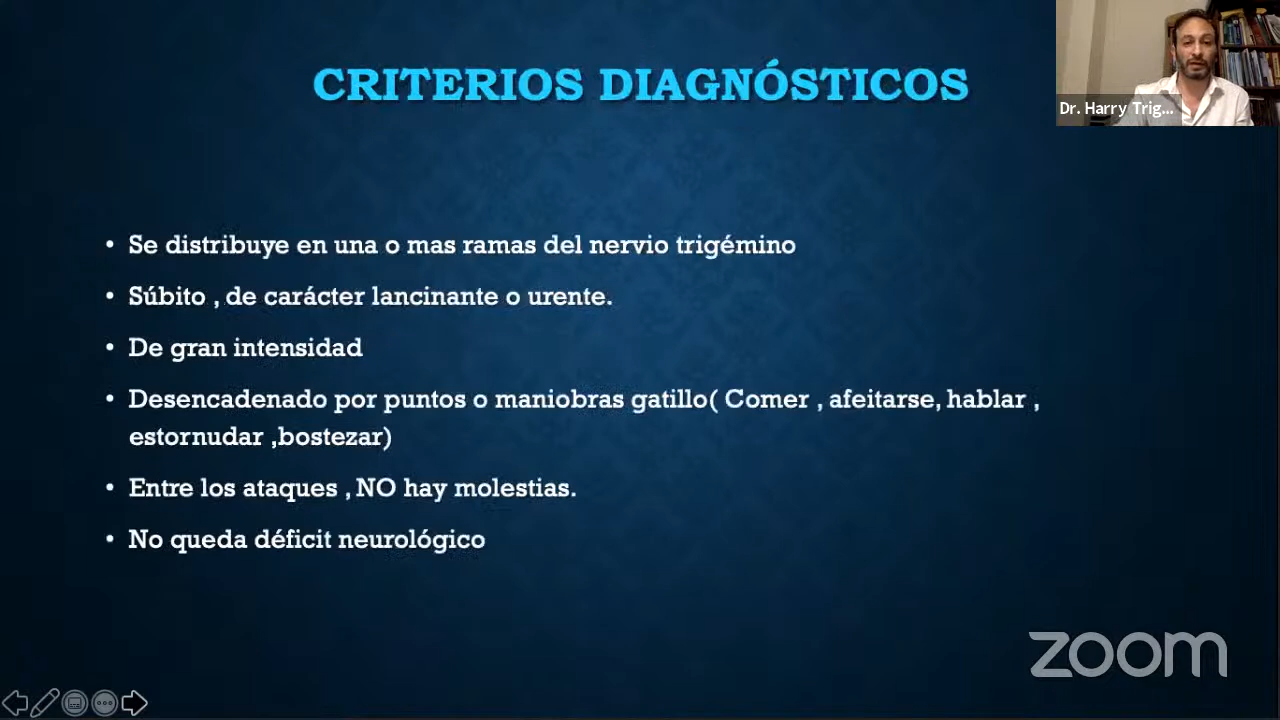 CRITERIOS DIAGNÓSTICOS
Dr. Harry Trig...
• Se distribuye en una o mas ramas del nervio trigémino
• Súbito , de carácter lancinante o urente.
• De gran intensidad
• Desencadenado por puntos o maniobras gatillo( Comer , afeitarse, hablar ,
estornudar ,bostezar)
• Entre los ataques , NO hay molestias.
• No queda déficit neurológico
zoom